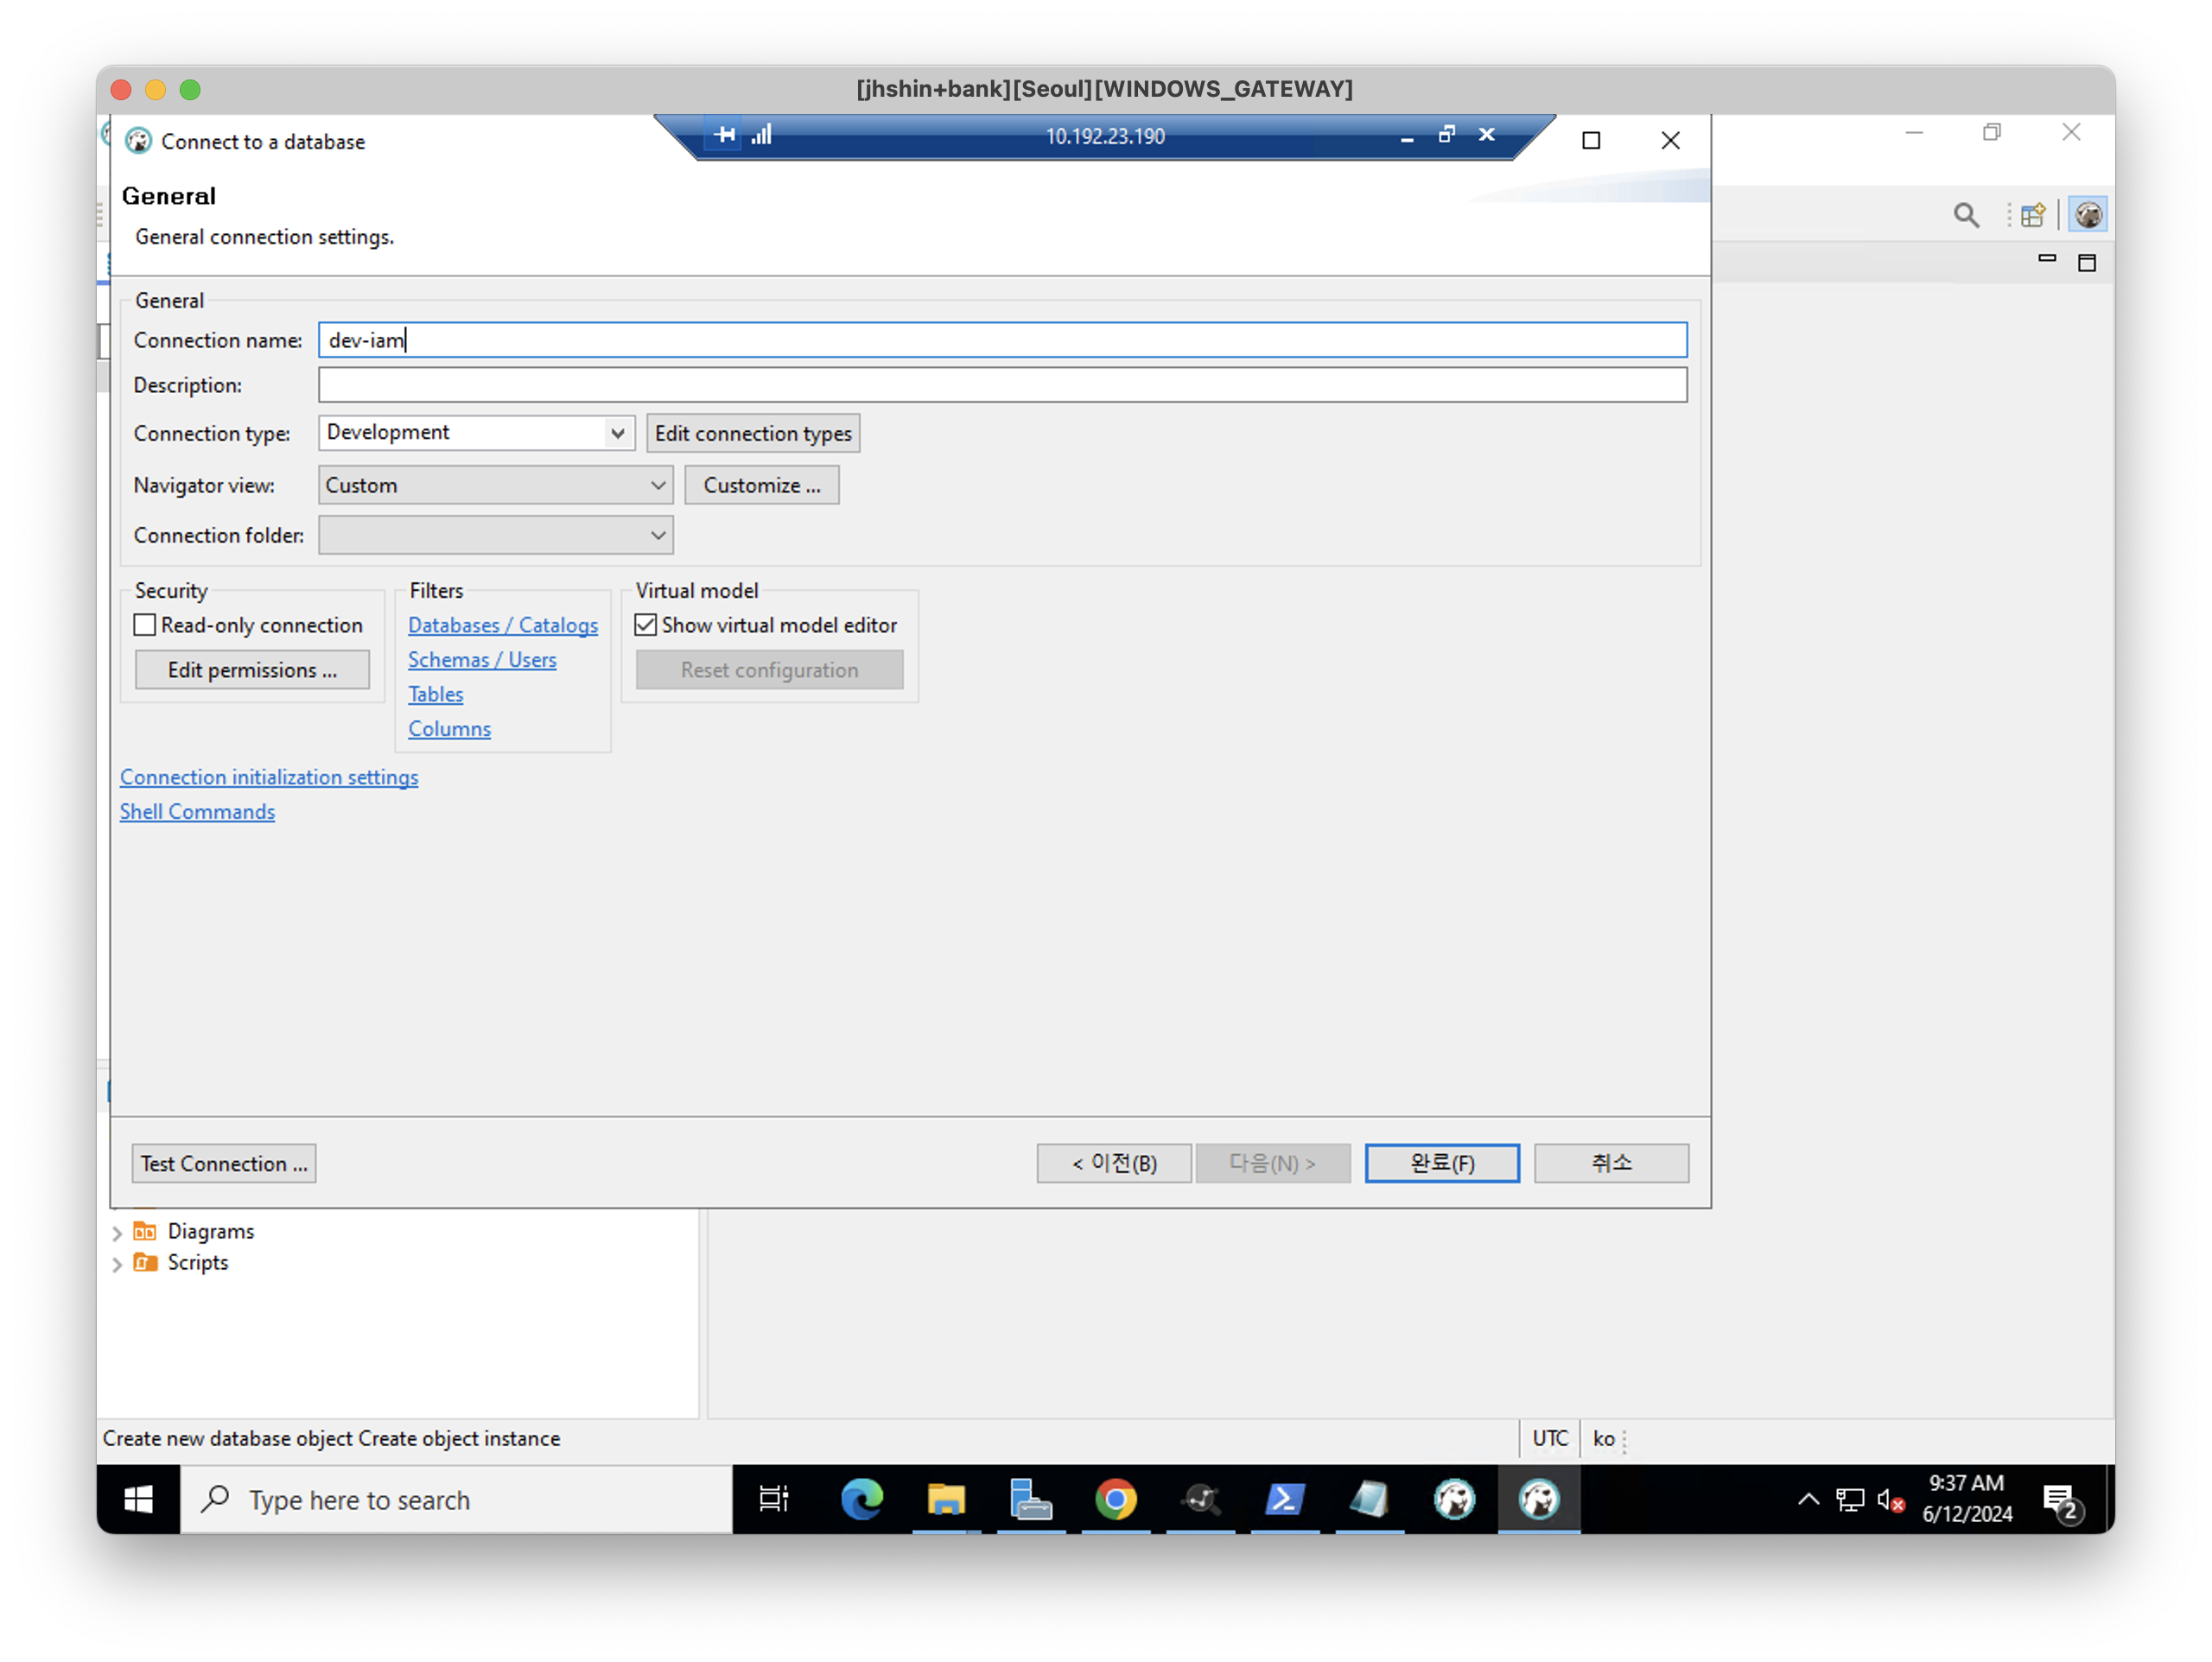 [jhshin+bank][Seoul][WINDOWS_GATEWAY]
Connect to a database
10.192.23.190
General
General connection settings.
General
Connection name: dev-iam
Description:
Connection type: Development Edit connection types
Navigator view: Custom Customize ...
Connection folder:
Security Filters Virtual model
Read-only connection Databases / Catalogs Show virtual model editor
Edit permissions ... Schemas / Users Reset configuration
Tables
Columns
Connection initialization settings
Shell Commands
Test Connection ... < 이전(B) 다음(N) > 완료(F) 취소
Diagrams
Scripts
Create new database object Create object instance UTC ko
Type here to search 9:37 AM
6/12/2024 2